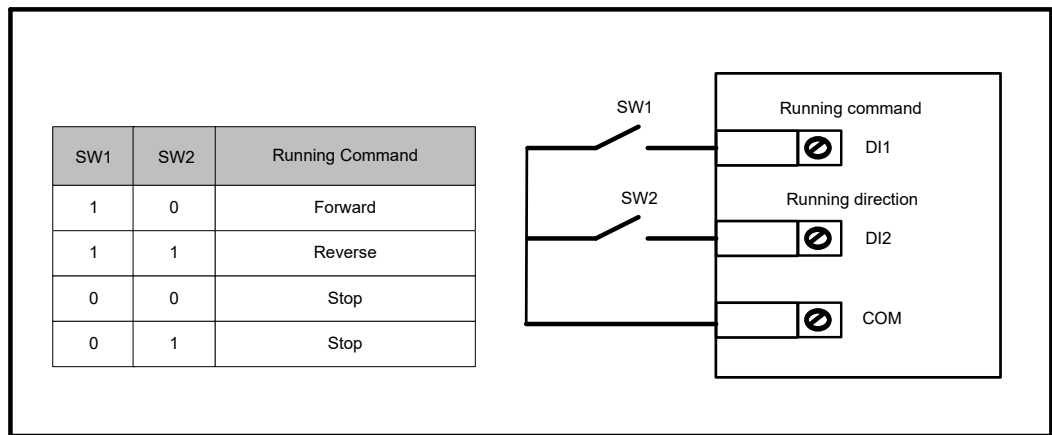 SW1 SW2 Running Command
1 0 Forward
1 1 Reverse
0 0 Stop
0 1 Stop
SW1
Running command
DI1
SW2
Running direction
DI2
COM